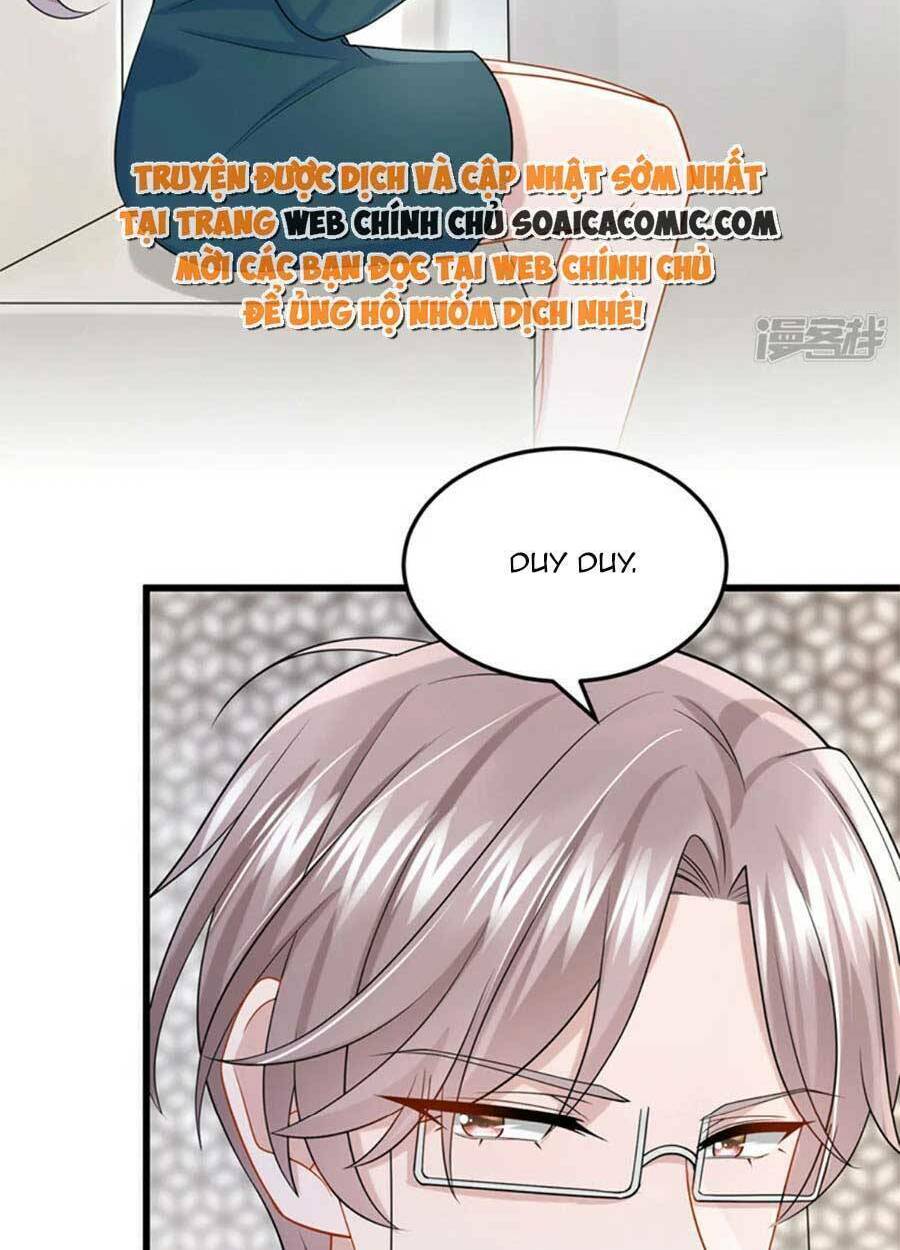 TRUYỆN ĐƯỢC DỊCH VÀ CẬP NHẬT SỚM NHẤT
TẠI TRANG WEB CHÍNH CHỦ SOAICACOMIC.COM
MỜI CÁC BẠN ĐỌC TẠI WEB CHÍNH CHỦ
ĐỂ ỦNG HỘ NHÓM DỊCH NHÉ!
漫客栈
DUY DUY.